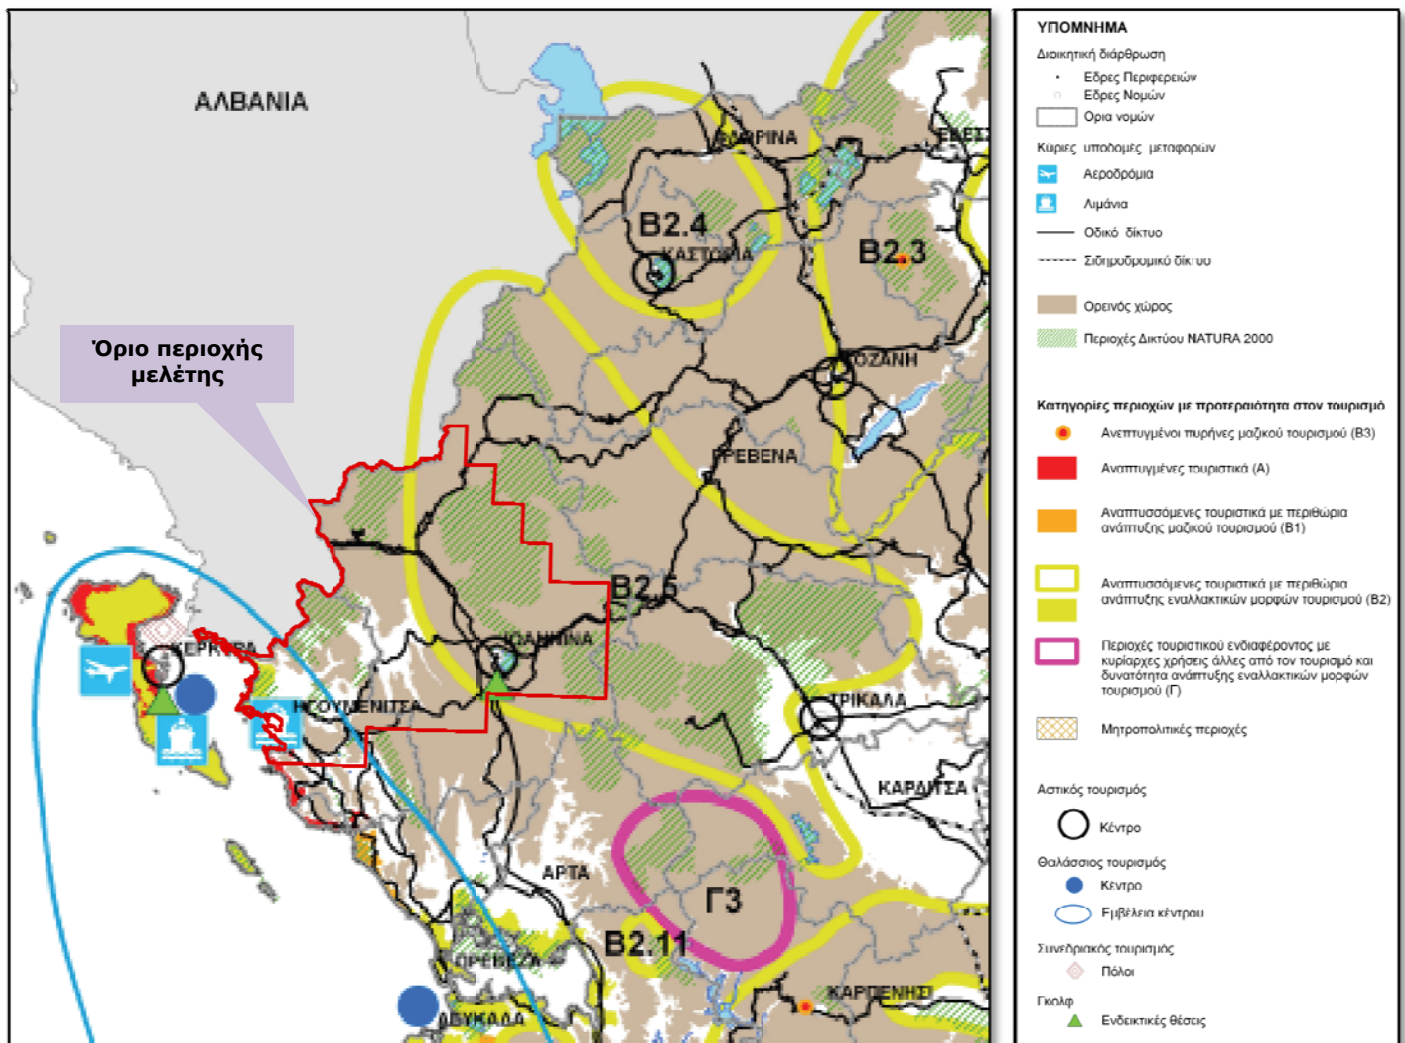 ΑΛΒΑΝΙΑ
ΦΛΩΡΙΝΑ
Β2.4
ΚΑΣΤΟΡΙΑ
Β2.3
Όριο περιοχής
μελέτης
ΚΟΖΑΝΗ
ΓΡΕΒΕΝΑ
Β2.5
ΙΩΑΝΝΙΝΑ
ΚΕΡΚΥΡΑ
ΗΓΟΥΜΕΝΙΤΣΑ
ΤΡΙΚΑΛΑ
ΚΑΡΔΙΤΣΑ
ΑΡΤΑ
Γ3
Β2.11
ΠΡΕΒΕΖΑ
ΚΑΡΠΕΝΗΣΙ
ΛΕΥΚΑΔΑ
ΥΠΟΜΝΗΜΑ
Διοικητική διάρθρωση
Εδρες Περιφερειών
Εδρες Νομών
Ορια νομών
Κύριες υποδομές μεταφορών
Αεροδρόμια
Λιμάνια
Οδικό δίκτυο
Σιδηροδρομικό δίκτυο
Ορεινός χώρος
Περιοχές Δικτύου NATURA 2000
Κατηγορίες περιοχών με προτεραιότητα στον τουρισμό
Ανεπτυγμένοι πυρήνες μαζικού τουρισμού (Β3)
Αναπτυγμένες τουριστικά (Α)
Αναπτυσσόμενες τουριστικά με περιθώρια
ανάπτυξης μαζικού τουρισμού (Β1)
Αναπτυσσόμενες τουριστικά με περιθώρια
ανάπτυξης εναλλακτικών μορφών τουρισμού (Β2)
Περιοχές τουριστικού ενδιαφέροντος με
κυρίαρχες χρήσεις άλλες από τον τουρισμό και
δυνατότητα ανάπτυξης εναλλακτικών μορφών
τουρισμού (Γ)
Μητροπολιτικές περιοχές
Αστικός τουρισμός
Κέντρο
Θαλάσσιος τουρισμός
Κέντρο
Εμβέλεια κέντρου
Συνεδριακός τουρισμός
Πόλοι
Γκολφ
Ενδεικτικές θέσεις